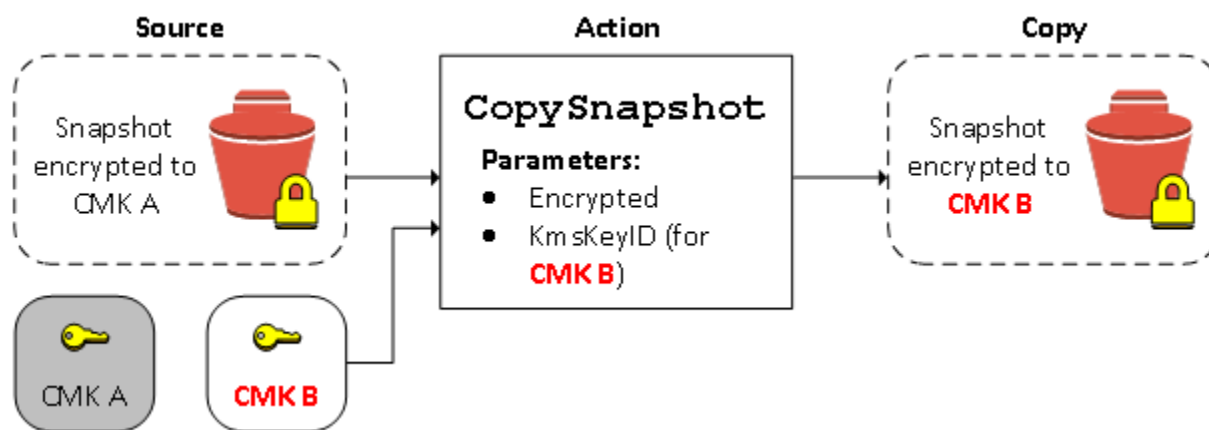 Source
Action
Copy
Snapshot
encrypted to
CMK A
CopySnapshot
Parameters:
● Encrypted
● KmsKeyID (for
CMK B)
Snapshot
encrypted to
CMK B
CMK A
CMK B